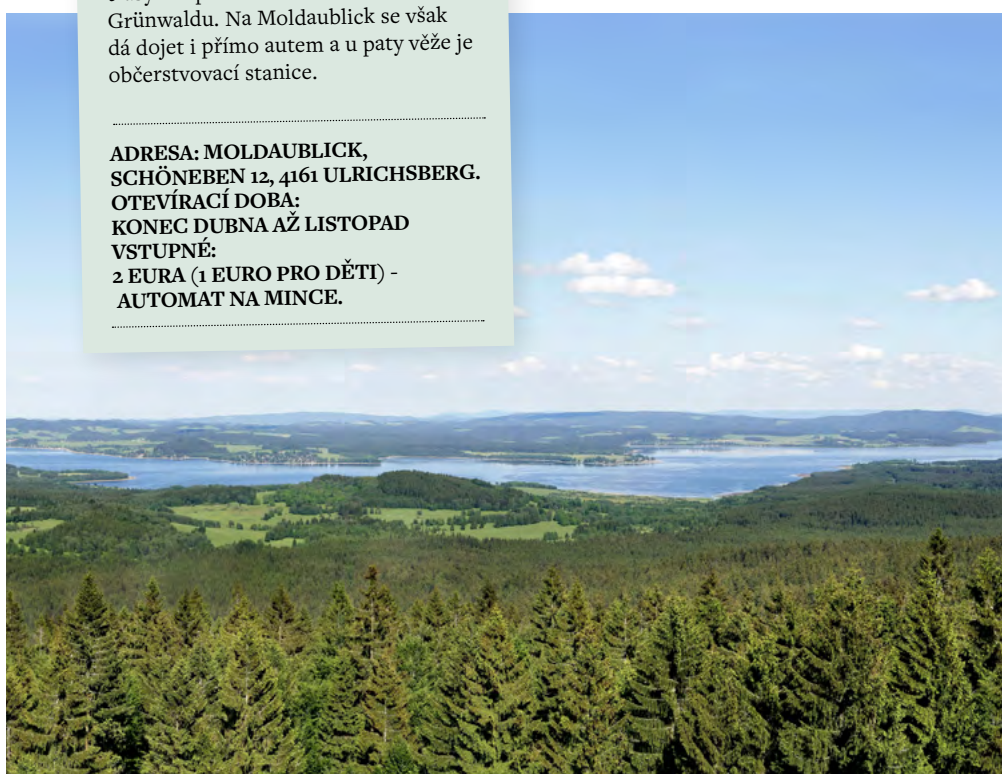 Grünwaldu. Na Moldaublick se však
dá dojet i přímo autem a u paty věže je
občerstvovací stanice.
ADRESA: MOLDAUBLICK,
SCHÖNEBEN 12, 4161 ULRICHSBERG.
OTEVÍRACÍ DOBA:
KONEC DUBNA AŽ LISTOPAD
VSTUPNÉ:
2 EURA (1 EURO PRO DĚTI) -
AUTOMAT NA MINCE.